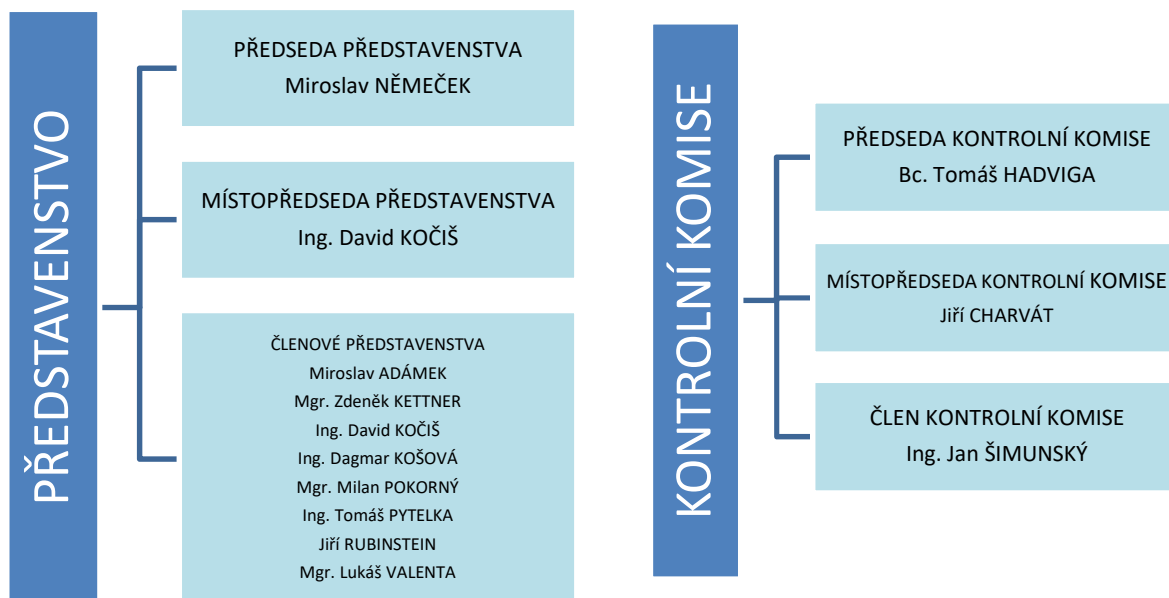 PŘEDSTAVENSTVO
PŘEDSEDA PŘEDSTAVENSTVA
Miroslav NĚMEČEK
MÍSTOPŘEDSEDA PŘEDSTAVENSTVA
Ing. David KOČIŠ
ČLENOVÉ PŘEDSTAVENSTVA
Miroslav ADÁMEK
Mgr. Zdeněk KETTNER
Ing. David KOČIŠ
Ing. Dagmar KOŠOVÁ
Mgr. Milan POKORNÝ
Ing. Tomáš PYTELKA
Jiří RUBINSTEIN
Mgr. Lukáš VALENTA
KONTROLNÍ KOMISE
PŘEDSEDA KONTROLNÍ KOMISE
Bc. Tomáš HADVIGA
MÍSTOPŘEDSEDA KONTROLNÍ KOMISE
Jiří CHARVÁT
ČLEN KONTROLNÍ KOMISE
Ing. Jan ŠIMUNSKÝ